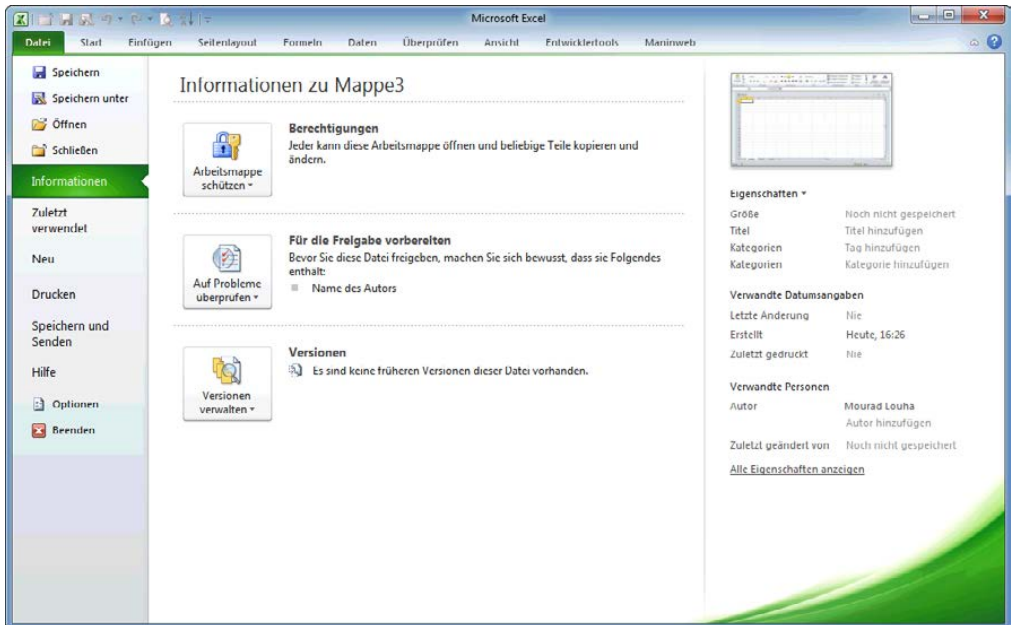 Microsoft Excel
Datei Start Einfügen Seitenlayout Formeln Daten Überprüfen Ansicht Entwicklertools Maninweb
Speichern
Speichern unter
Öffnen
Schließen
Informationen
Zuletzt
verwendet
Neu
Drucken
Speichern und
Senden
Hilfe
Optionen
Beenden
Informationen zu Mappe3
Arbeitsmappe
schützen
Berechtigungen
Jeder kann diese Arbeitsmappe öffnen und beliebige Teile kopieren und
ändern.
Auf Probleme
überprüfen
Für die Freigabe vorbereiten
Bevor Sie diese Datei freigeben, machen Sie sich bewusst, dass sie Folgendes
enthält:
Name des Autors
Versionen
verwalten
Versionen
Es sind keine früheren Versionen dieser Datei vorhanden.
Eigenschaften
Größe Noch nicht gespeichert
Titel Titel hinzufügen
Kategorien Tag hinzufügen
Kategorien Kategorie hinzufügen
Verwandte Datumsangaben
Letzte Änderung Nie
Erstellt Heute, 16:26
Zuletzt gedruckt Nie
Verwandte Personen
Autor Mourad Louha
Autor hinzufügen
Zuletzt geändert von Noch nicht gespeichert
Alle Eigenschaften anzeigen